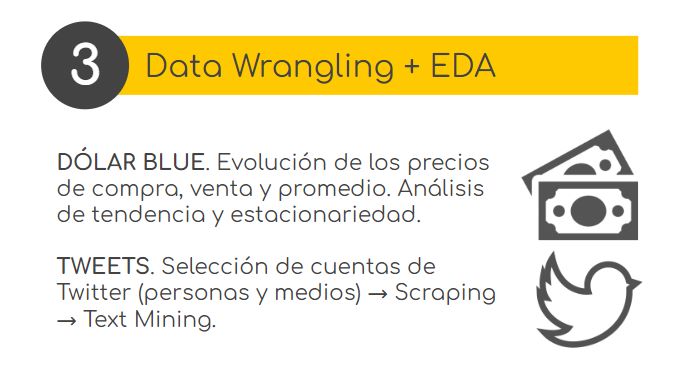 3
Data Wrangling + EDA
DÓLAR BLUE. Evolución de los precios
de compra, venta y promedio. Análisis
de tendencia y estacionariedad.
TWEETS. Selección de cuentas de
Twitter (personas y medios) → Scraping
→ Text Mining.